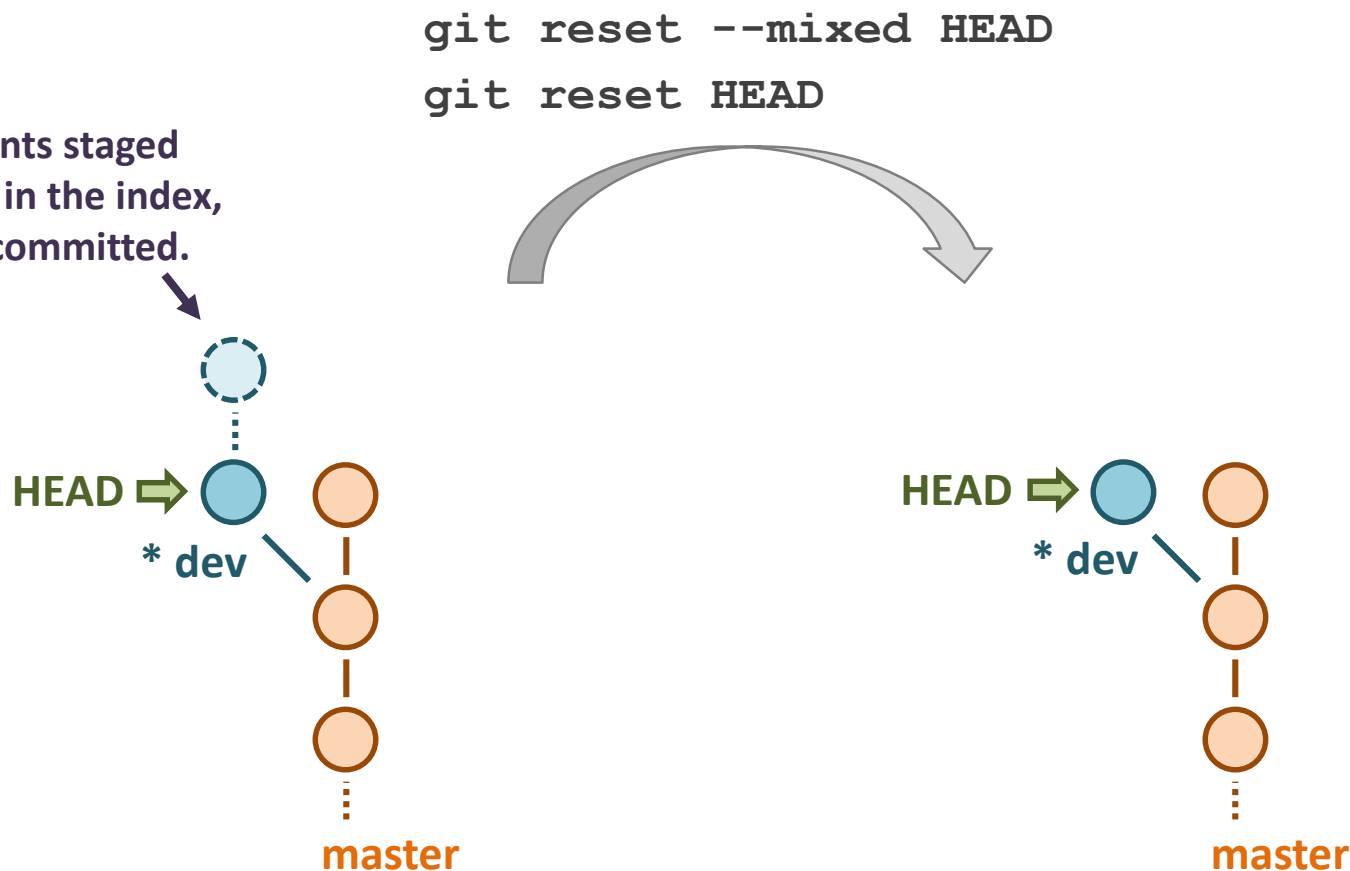 git reset --mixed HEAD
git reset HEAD
nts staged
in the index,
committed.
HEAD
* dev
master
HEAD
* dev
master